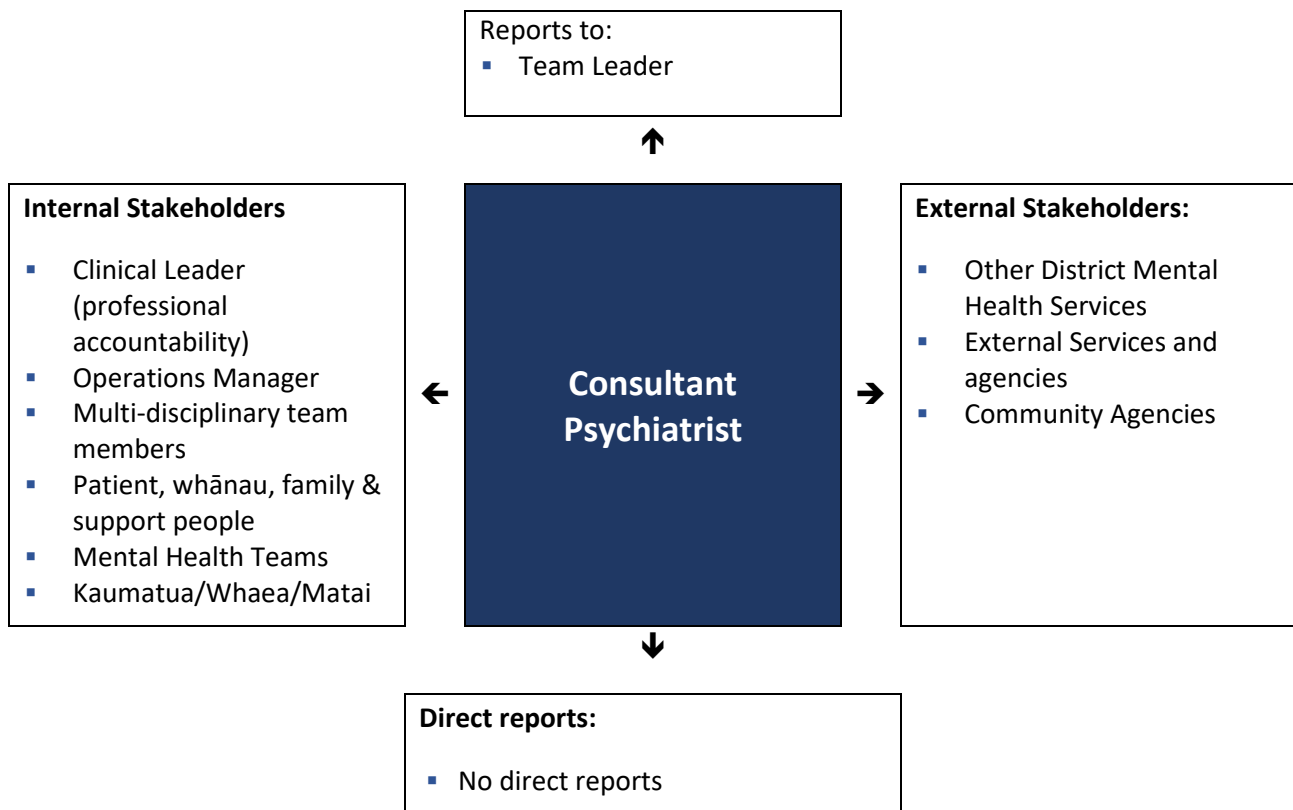 Reports to:
▪ Team Leader
Internal Stakeholders
▪ Clinical Leader
(professional
accountability)
▪ Operations Manager
▪ Multi-disciplinary team
members
▪ Patient, whānau, family &
support people
▪ Mental Health Teams
▪ Kaumatua/Whaea/Matai
Consultant
Psychiatrist
External Stakeholders:
▪ Other District Mental
Health Services
▪ External Services and
agencies
▪ Community Agencies
Direct reports:
▪ No direct reports